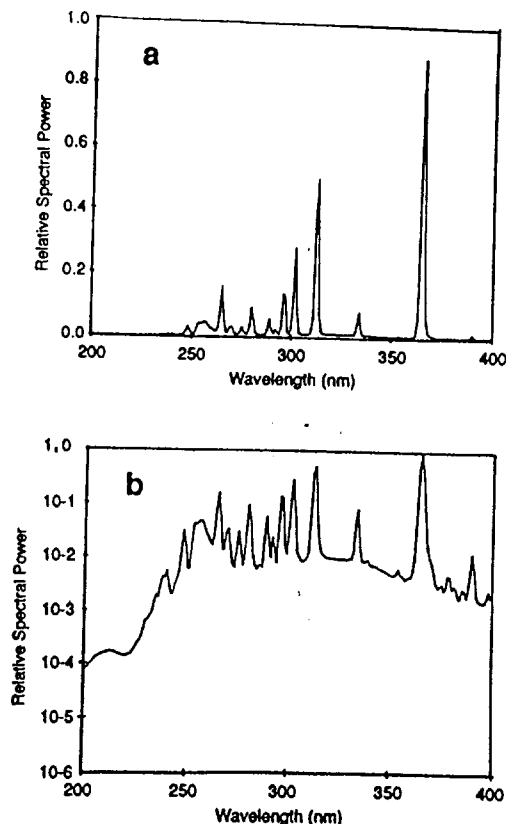 1.0
a
0.8
0.6
0.4
0.2
0.0
Relative Spectral Power
200 250 300 350 400
Wavelength (nm)
1.0
b
10-1
10-2
10-3
10-4
10-5
10-6
Relative Spectral Power
200 250 300 350 400
Wavelength (nm)